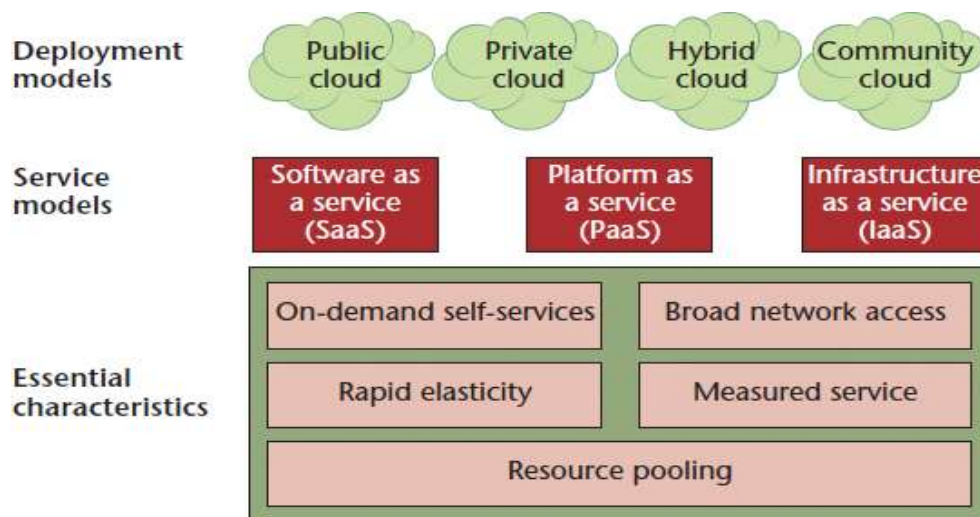 Deployment
models
Public
cloud
Private
cloud
Hybrid
cloud
Community
cloud
Service
models
Software as
a service
(SaaS)
Platform as
a service
(PaaS)
Infrastructure
as a service
(IaaS)
Essential
characteristics
On-demand self-services
Broad network access
Rapid elasticity
Measured service
Resource pooling